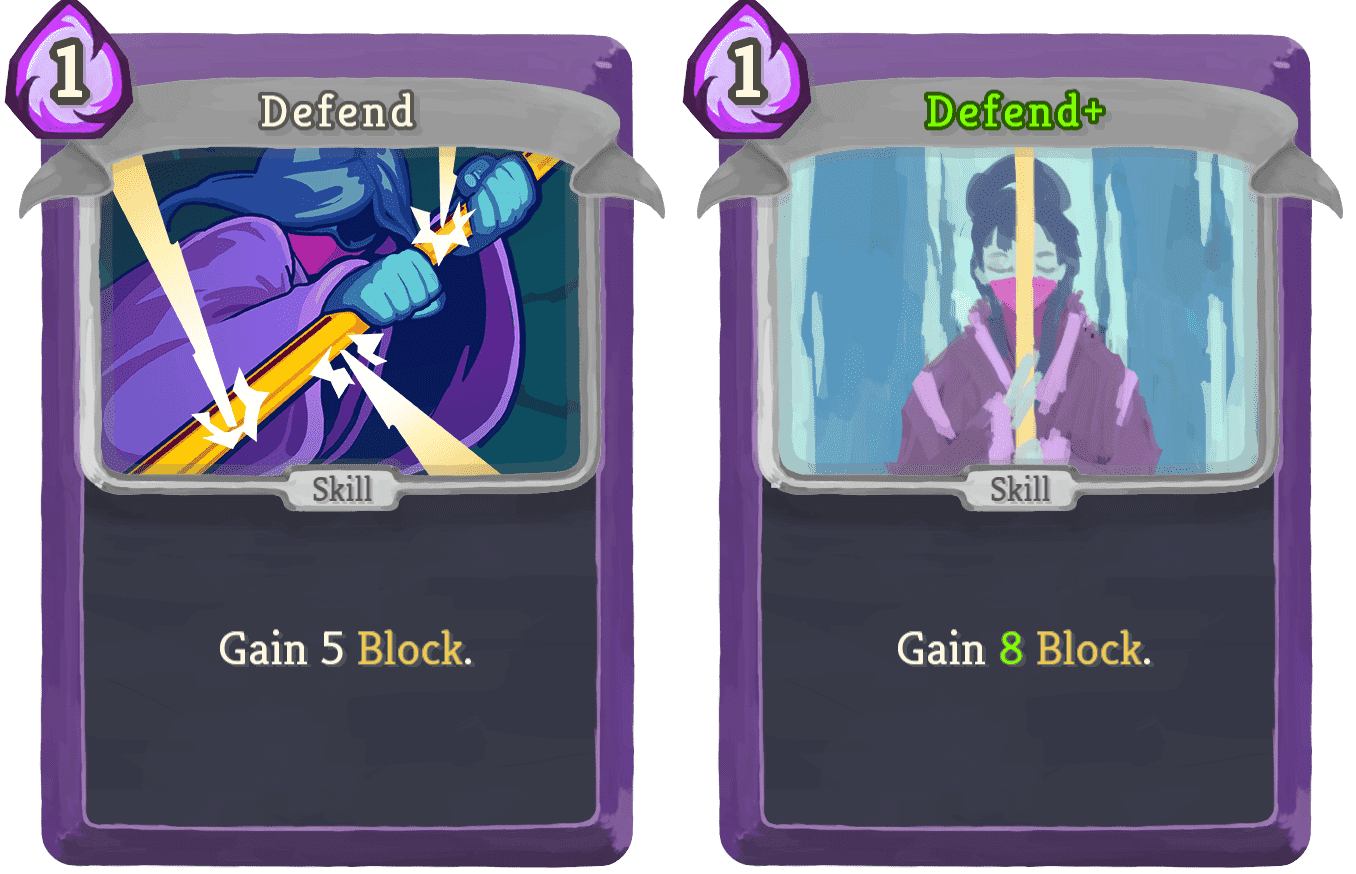 1
Defend
Skill
Gain 5 Block.
1
Defend+
Skill
Gain 8 Block.